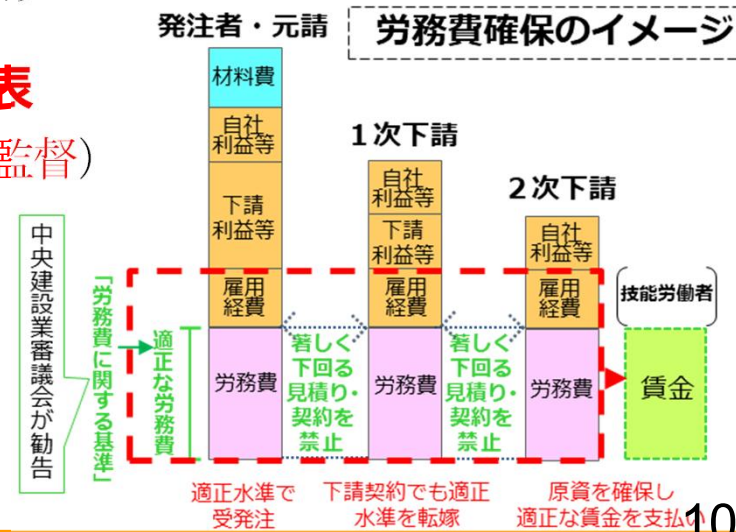 発注者・元請
労務費確保のイメージ
表
監督）
材料費
自社
利益等
下請
利益等
雇用
経費
労務費
1次下請
自社
利益等
下請
利益等
雇用
経費
労務費
2次下請
自社
利益等
雇用
経費
労務費
技能労働者
賃金
中央建設業審議会が勧告
「労務費に関する基準」
適正な労務費
著しく
下回る
見積り・
契約を
禁止
著しく
下回る
見積り・
契約を
禁止
適正水準で
受発注
下請契約でも適正
水準を転嫁
原資を確保し
適正な賃金を支払い
10